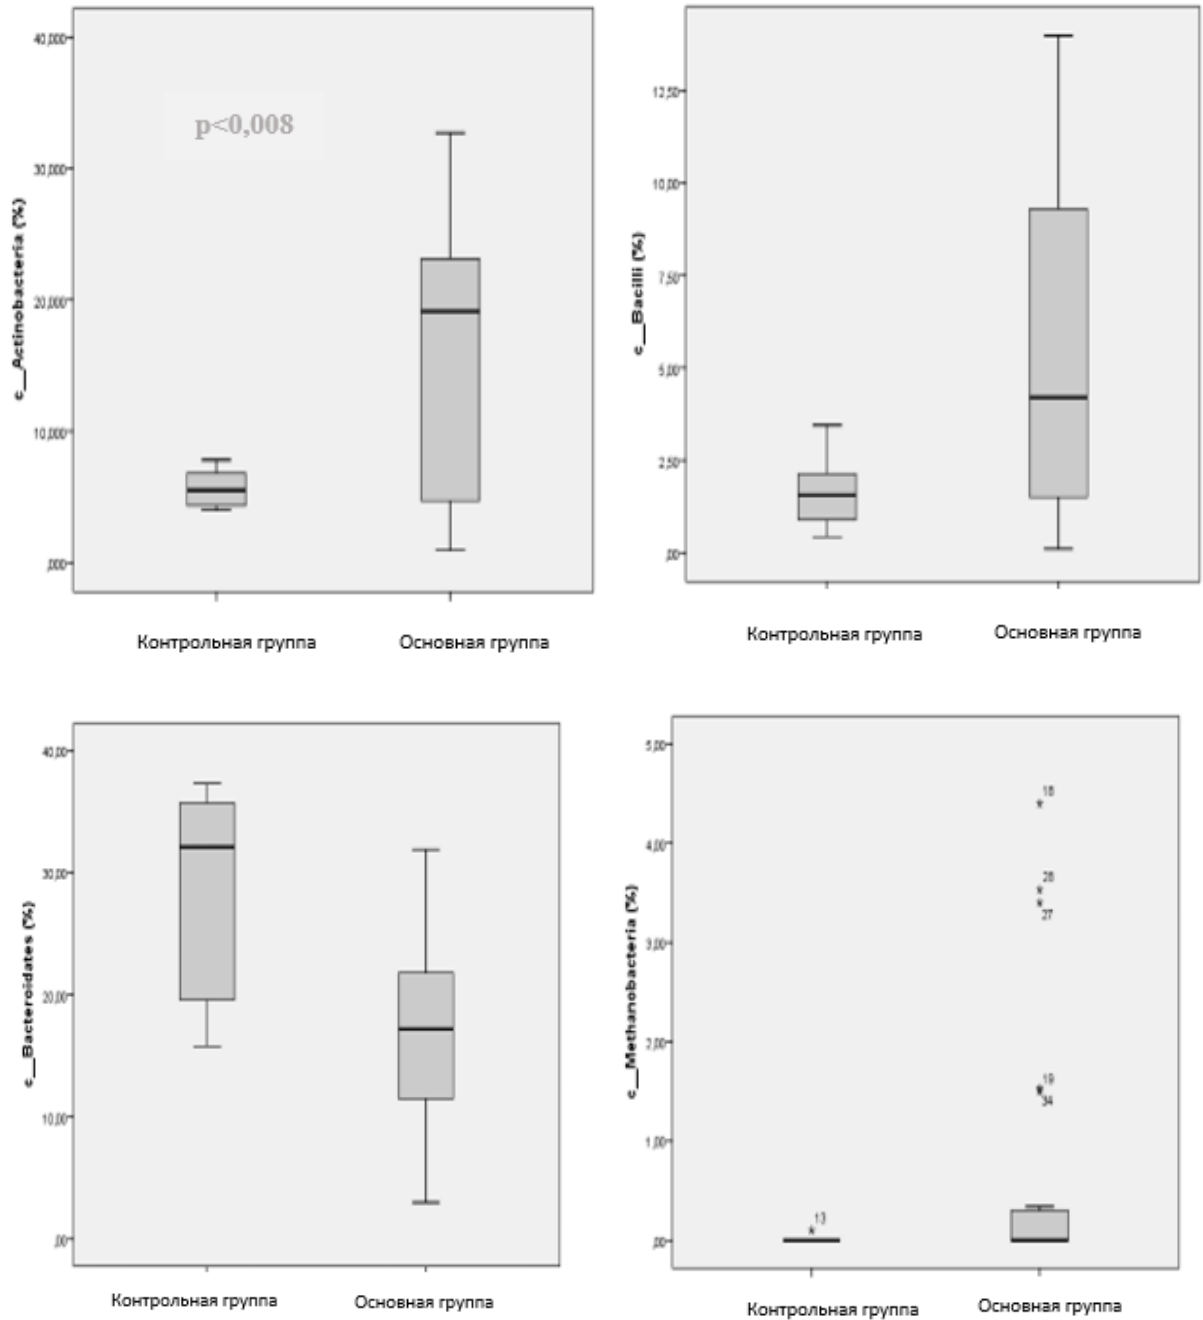 40,000
p<0,008
30,000
20,000
10,000
,000
c__Actinobacteria (%)
Контрольная группа
Основная группа
12,50
10,00
7,50
5,00
2,50
,00
c__Bacilli (%)
Контрольная группа
Основная группа
40,00
30,00
20,00
10,00
,00
c__Bacteroidates (%)
Контрольная группа
Основная группа
5,00
4,00
3,00
2,00
1,00
,00
c__Methanobacteria (%)
18
27
19
34
13
Контрольная группа
Основная группа